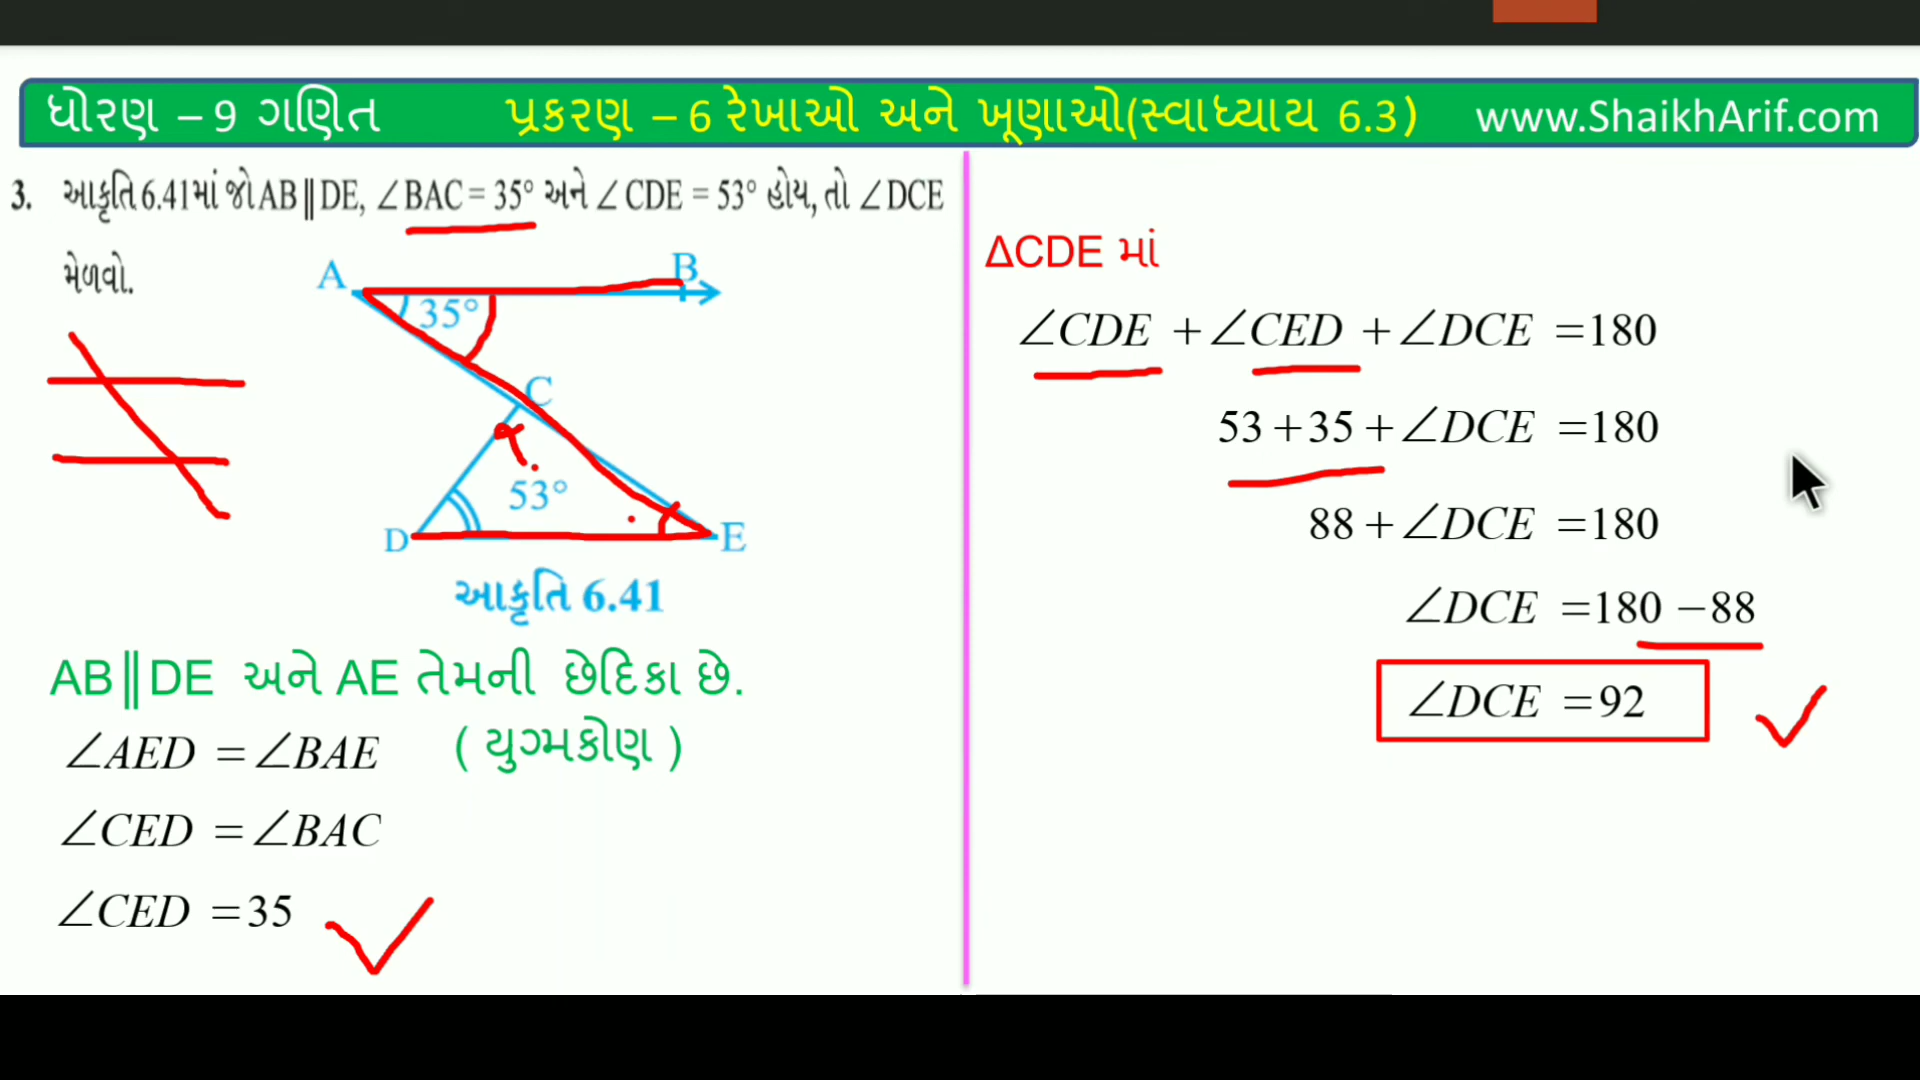 ધોરણ – 9 ગણિત પ્રકરણ – 6 રેખાઓ અને ખૂણાઓ(સ્વાધ્યાય 6.3) www.ShaikhArif.com
3. આકૃતિ 6.41માં જો AB || DE, ∠BAC = 35° અને ∠CDE = 53° હોય, તો ∠DCE
મેળવો.
A
B
35°
C
53°
D
E
આકૃતિ 6.41
AB||DE અને AE તેમની છેદિકા છે.
∠AED = ∠BAE ( યુગ્મકોણ )
∠CED = ∠BAC
∠CED = 35
ΔCDE માં
∠CDE + ∠CED + ∠DCE = 180
53 + 35 + ∠DCE = 180
88 + ∠DCE = 180
∠DCE = 180 – 88
∠DCE = 92